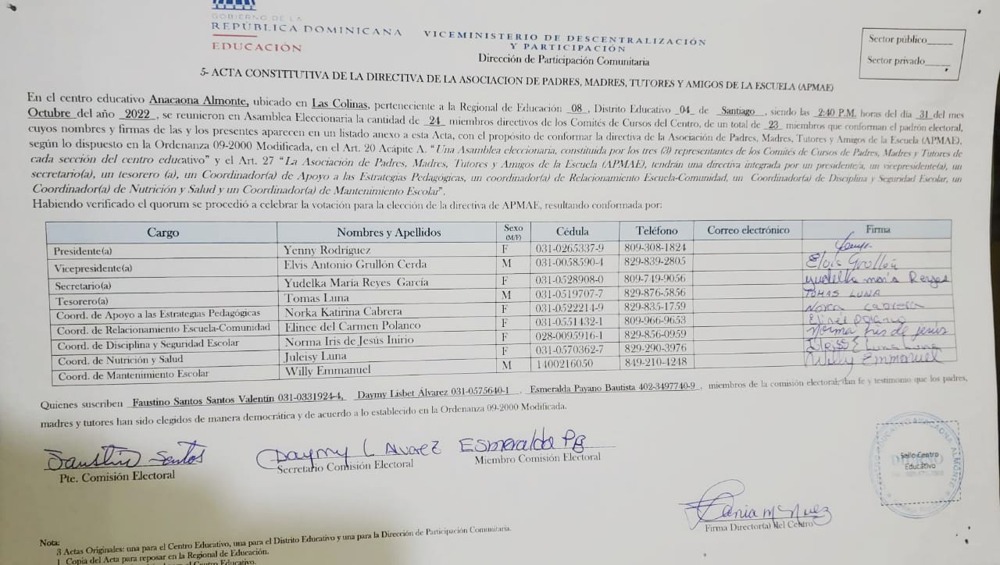 GOBIERNO DE LA
REPÚBLICA DOMINICANA
EDUCACIÓN
VICEMINISTERIO DE DESCENTRALIZACIÓN
Y PARTICIPACIÓN
Dirección de Participación Comunitaria
Sector público_____
Sector privado_____
5- ACTA CONSTITUTIVA DE LA DIRECTIVA DE LA ASOCIACION DE PADRES, MADRES, TUTORES Y AMIGOS DE LA ESCUELA (APMAE)
En el centro educativo Anacaona Almonte, ubicado en Las Colinas, perteneciente a la Regional de Educación _08_, Distrito Educativo _04_ de _Santiago_, siendo las 2:40 P.M. horas del día 31 del mes
Octubre del año _2022_, se reunieron en Asamblea Eleccionaria la cantidad de _24_ miembros directivos de los Comités de Cursos del Centro, de un total de 23 miembros que conforman el padrón electoral,
cuyos nombres y firmas de las y los presentes aparecen en un listado anexo a esta Acta, con el propósito de conformar la directiva de la Asociación de Padres, Madres, Tutores y Amigos de la Escuela (APMAE),
según lo dispuesto en la Ordenanza 09-2000 Modificada, en el Art. 20 Acápite A. "Una Asamblea eleccionaria, constituida por los tres (3) representantes de los Comités de Cursos de Padres, Madres y Tutores de
cada sección del centro educativo" y el Art. 27 "La Asociación de Padres, Madres, Tutores y Amigos de la Escuela (APMAE), tendrán una directiva integrada por un presidente/a, un vicepresidente(a), un
secretario(a), un tesorero (a), un Coordinador(a) de Apoyo a las Estrategias Pedagógicas, un coordinador(a) de Relacionamiento Escuela-Comunidad, un Coordinador(a) de Disciplina y Seguridad Escolar, un
Coordinador(a) de Nutrición y Salud y un Coordinador(a) de Mantenimiento Escolar".
Habiendo verificado el quorum se procedió a celebrar la votación para la elección de la directiva de APMAE, resultando conformada por:
Cargo Nombres y Apellidos Sexo (M/F) Cédula Teléfono Correo electrónico Firma
Presidente(a) Yenny Rodríguez F 031-0265337-9 809-308-1824
Vicepresidente(a) Elvis Antonio Grullón Cerda M 031-0058590-4 829-839-2805 Elvis Grullón
Secretario(a) Yudelka María Reyes García F 031-0528908-0 809-749-9056 Yudelka maria Reyes
Tesorero(a) Tomas Luna M 031-0519707-7 829-876-5856 TOMAS LUNA
Coord. de Apoyo a las Estrategias Pedagógicas Norka Katirina Cabrera F 031-0522214-9 829-835-1759 Norka Cabrera
Coord. de Relacionamiento Escuela-Comunidad Elinee del Carmen Polanco F 031-0551432-1 809-966-9653 Elinée Polanco
Coord. de Disciplina y Seguridad Escolar Norma Iris de Jesús Inirio F 028-0095916-1 829-856-0959 Norma Iris de jesús
Coord. de Nutrición y Salud Juleisy Luna F 031-0570362-7 829-290-3976 Luna Luna
Coord. de Mantenimiento Escolar Willy Emmanuel M 1400216050 849-210-4248 Willy Emmanuel
Quienes suscriben _Faustino Santos Santos Valentín 031-0331924-4, Daymy Lisbet Álvarez 031-0575640-1 . Esmeralda Payano Bautista 402-3497740-9_, miembros de la comisión electoral, dan fe y testimonio que los padres,
madres y tutores han sido elegidos de manera democrática y de acuerdo a lo establecido en la Ordenanza 09-2000 Modificada.
Faustino Santos
Pte. Comisión Electoral
Daymy L Alvarez
Secretario Comisión Electoral
Esmeralda PB
Miembro Comisión Electoral
ANACAONA ALMONTE
Sello Centro
Educativo
Firma Director(a) del Centro
Nota:
3 Actas Originales: una para el Centro Educativo, una para el Distrito Educativo y una para la Dirección de Participación Comunitaria.
1 Copia del Acta para reposar en la Regional de Educación.
Centro Educativo.